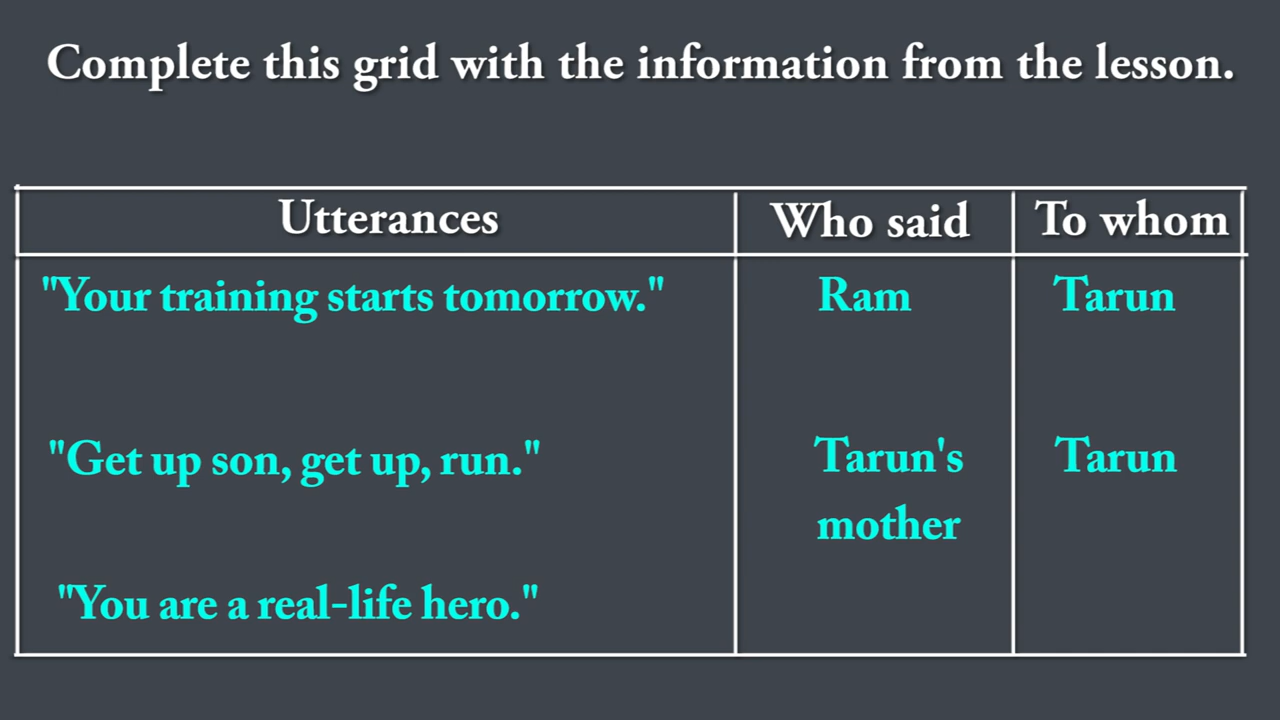 Complete this grid with the information from the lesson.
Utterances Who said To whom
"Your training starts tomorrow." Ram Tarun
"Get up son, get up, run." Tarun's Tarun
mother
"You are a real-life hero."